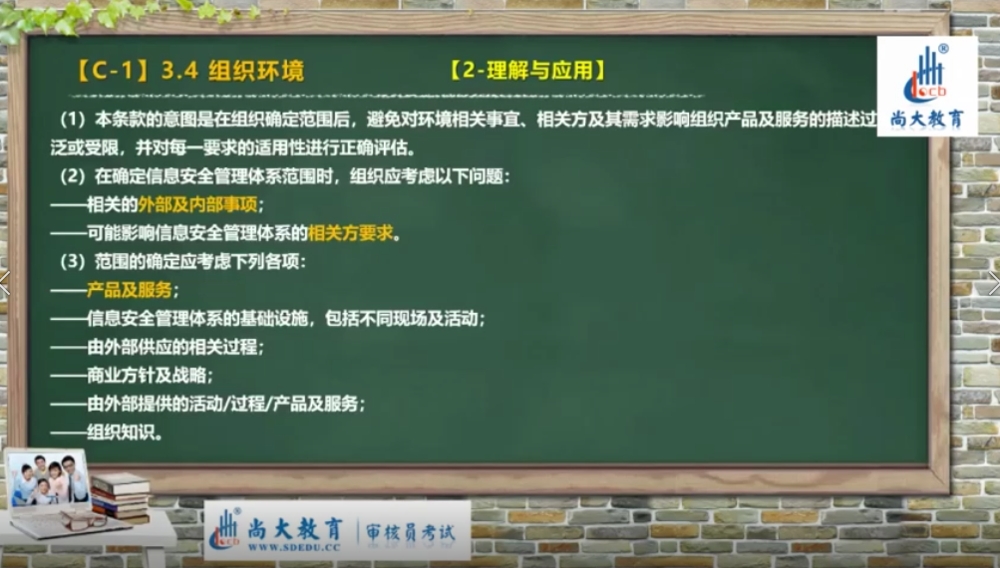 【C-1】3.4 组织环境 【2-理解与应用】
（1）本条款的意图是在组织确定范围后，避免对环境相关事宜、相关方及其需求影响组织产品及服务的描述过
泛或受限，并对每一要求的适用性进行正确评估。
（2）在确定信息安全管理体系范围时，组织应考虑以下问题：
——相关的外部及内部事项；
——可能影响信息安全管理体系的相关方要求。
（3）范围的确定应考虑下列各项：
——产品及服务；
——信息安全管理体系的基础设施，包括不同现场及活动；
——由外部供应的相关过程；
——商业方针及战略；
——由外部提供的活动/过程/产品及服务；
——组织知识。
®
cb
尚大教育
®
cb
尚大教育 审核员考试
WWW.SDEDU.CC